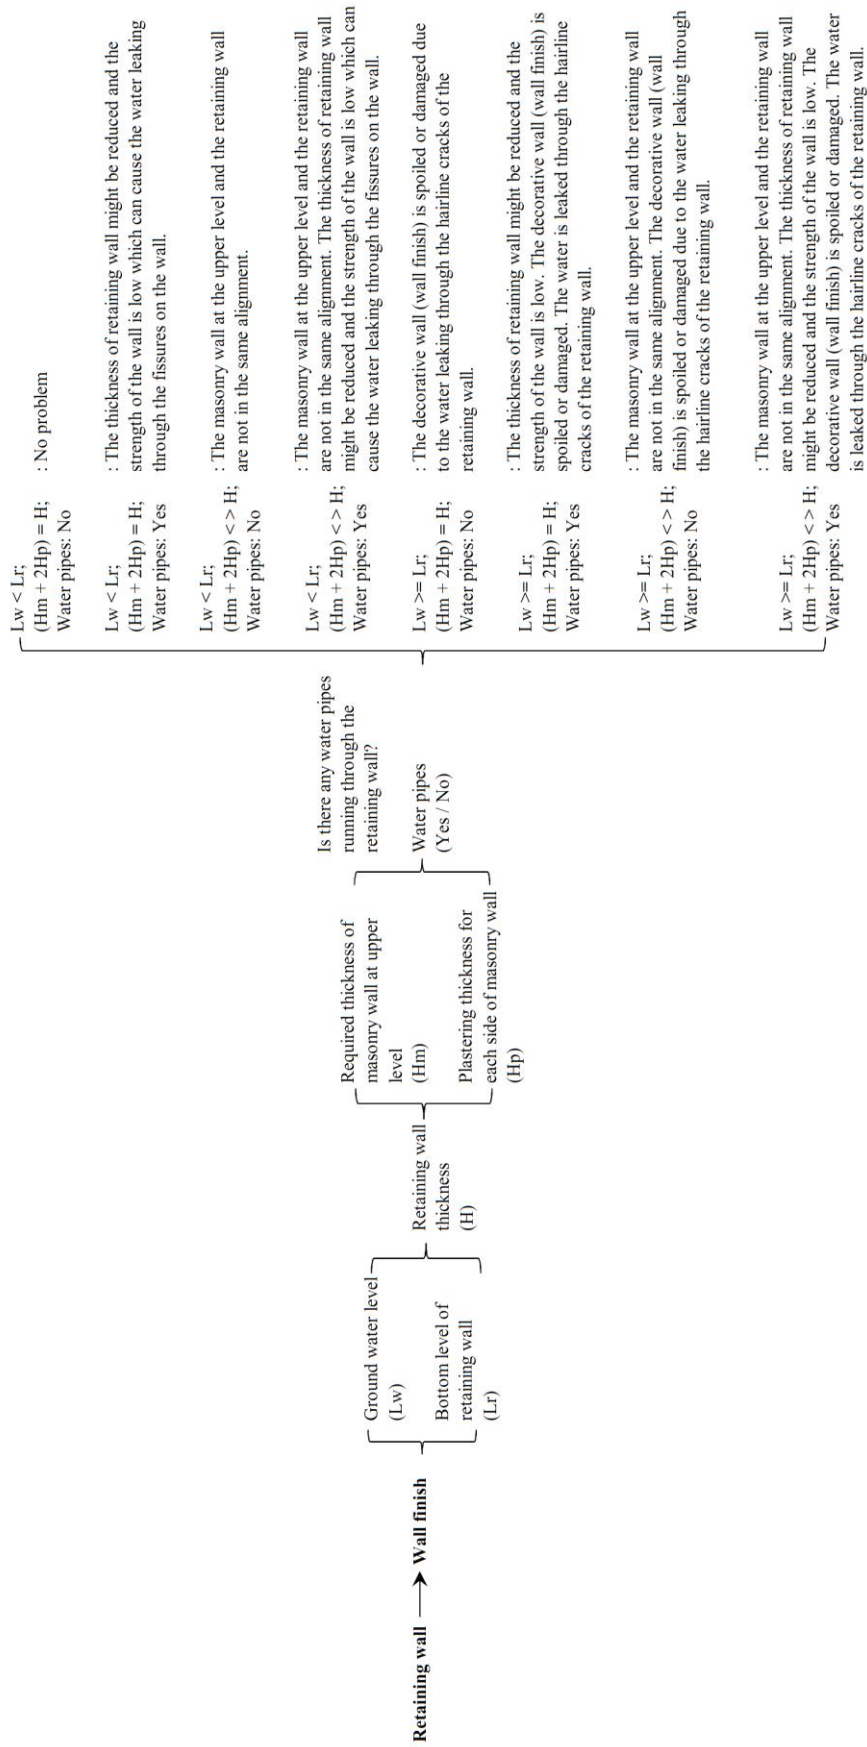 Retaining wall
Wall finish
Ground water level
(Lw)
Bottom level of
retaining wall
(Lr)
Retaining wall
thickness
(H)
Required thickness of
masonry wall at upper
level
(Hm)
Plastering thickness for
each side of masonry wall
(Hp)
Is there any water pipes
running through the
retaining wall?
Water pipes
(Yes / No)
Lw < Lr;
(Hm + 2Hp) = H;
Water pipes: No
: No problem
Lw < Lr;
(Hm + 2Hp) = H;
Water pipes: Yes
: The thickness of retaining wall might be reduced and the
strength of the wall is low which can cause the water leaking
through the fissures on the wall.
Lw < Lr;
(Hm + 2Hp) < > H;
Water pipes: No
: The masonry wall at the upper level and the retaining wall
are not in the same alignment.
Lw < Lr;
(Hm + 2Hp) < > H;
Water pipes: Yes
: The masonry wall at the upper level and the retaining wall
are not in the same alignment. The thickness of retaining wall
might be reduced and the strength of the wall is low which can
cause the water leaking through the fissures on the wall.
Lw >= Lr;
(Hm + 2Hp) = H;
Water pipes: No
: The decorative wall (wall finish) is spoiled or damaged due
to the water leaking through the hairline cracks of the
retaining wall.
Lw >= Lr;
(Hm + 2Hp) = H;
Water pipes: Yes
: The thickness of retaining wall might be reduced and the
strength of the wall is low. The decorative wall (wall finish) is
spoiled or damaged. The water is leaked through the hairline
cracks of the retaining wall.
Lw >= Lr;
(Hm + 2Hp) < > H;
Water pipes: No
: The masonry wall at the upper level and the retaining wall
are not in the same alignment. The decorative wall (wall
finish) is spoiled or damaged due to the water leaking through
the hairline cracks of the retaining wall.
Lw >= Lr;
(Hm + 2Hp) < > H;
Water pipes: Yes
: The masonry wall at the upper level and the retaining wall
are not in the same alignment. The thickness of retaining wall
might be reduced and the strength of the wall is low. The
decorative wall (wall finish) is spoiled or damaged. The water
is leaked through the hairline cracks of the retaining wall.